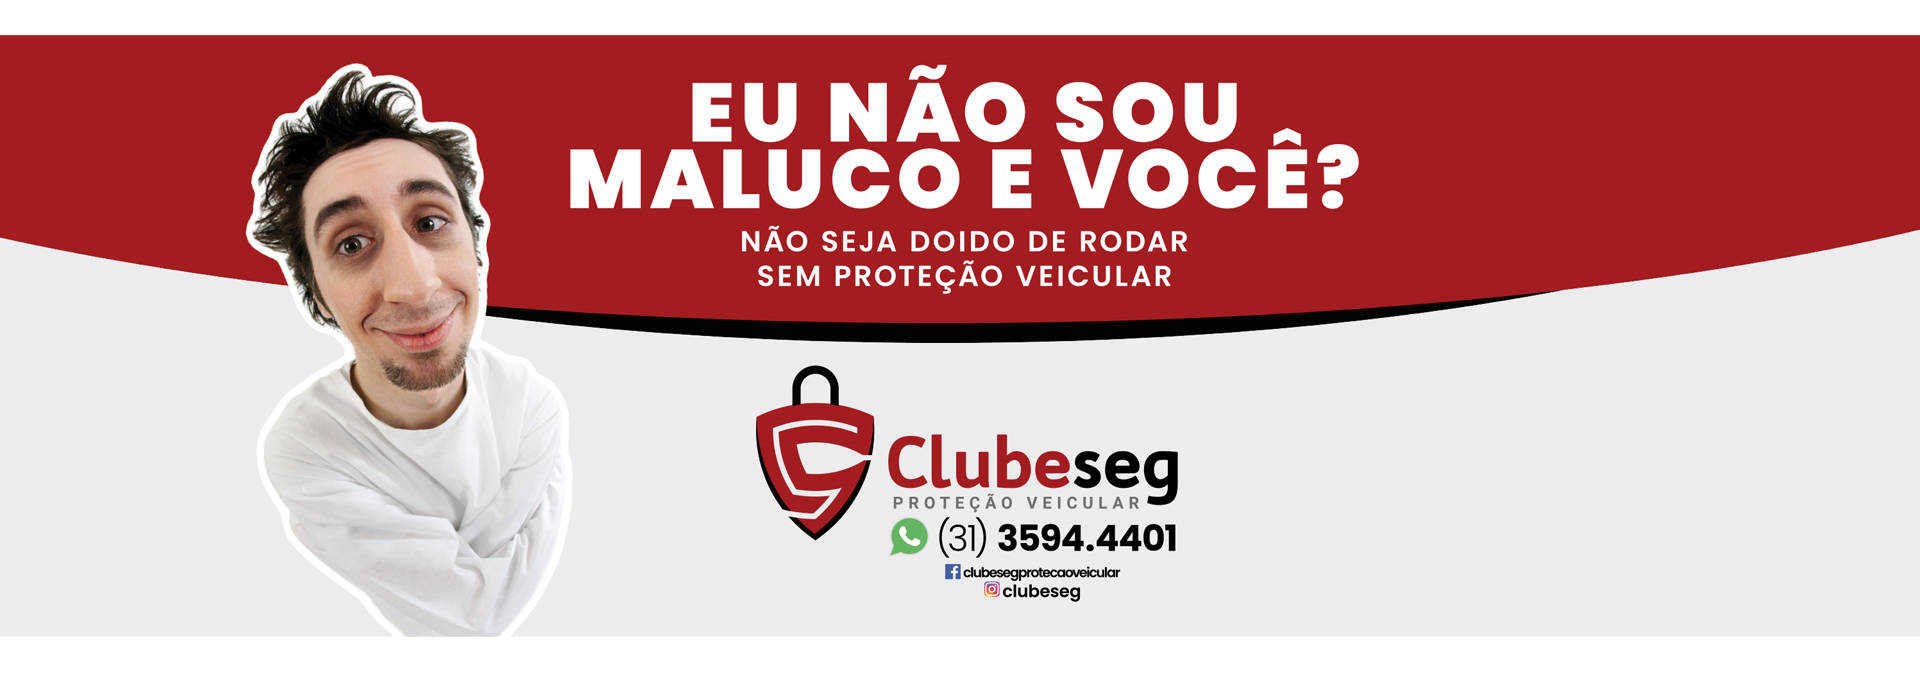 EU NÃO SOU
MALUCO E VOCÊ?
NÃO SEJA DOIDO DE RODAR
SEM PROTEÇÃO VEICULAR
Clubeseg
PROTEÇÃO VEICULAR
(31) 3594.4401
clubesegprotecaoveicular
clubeseg